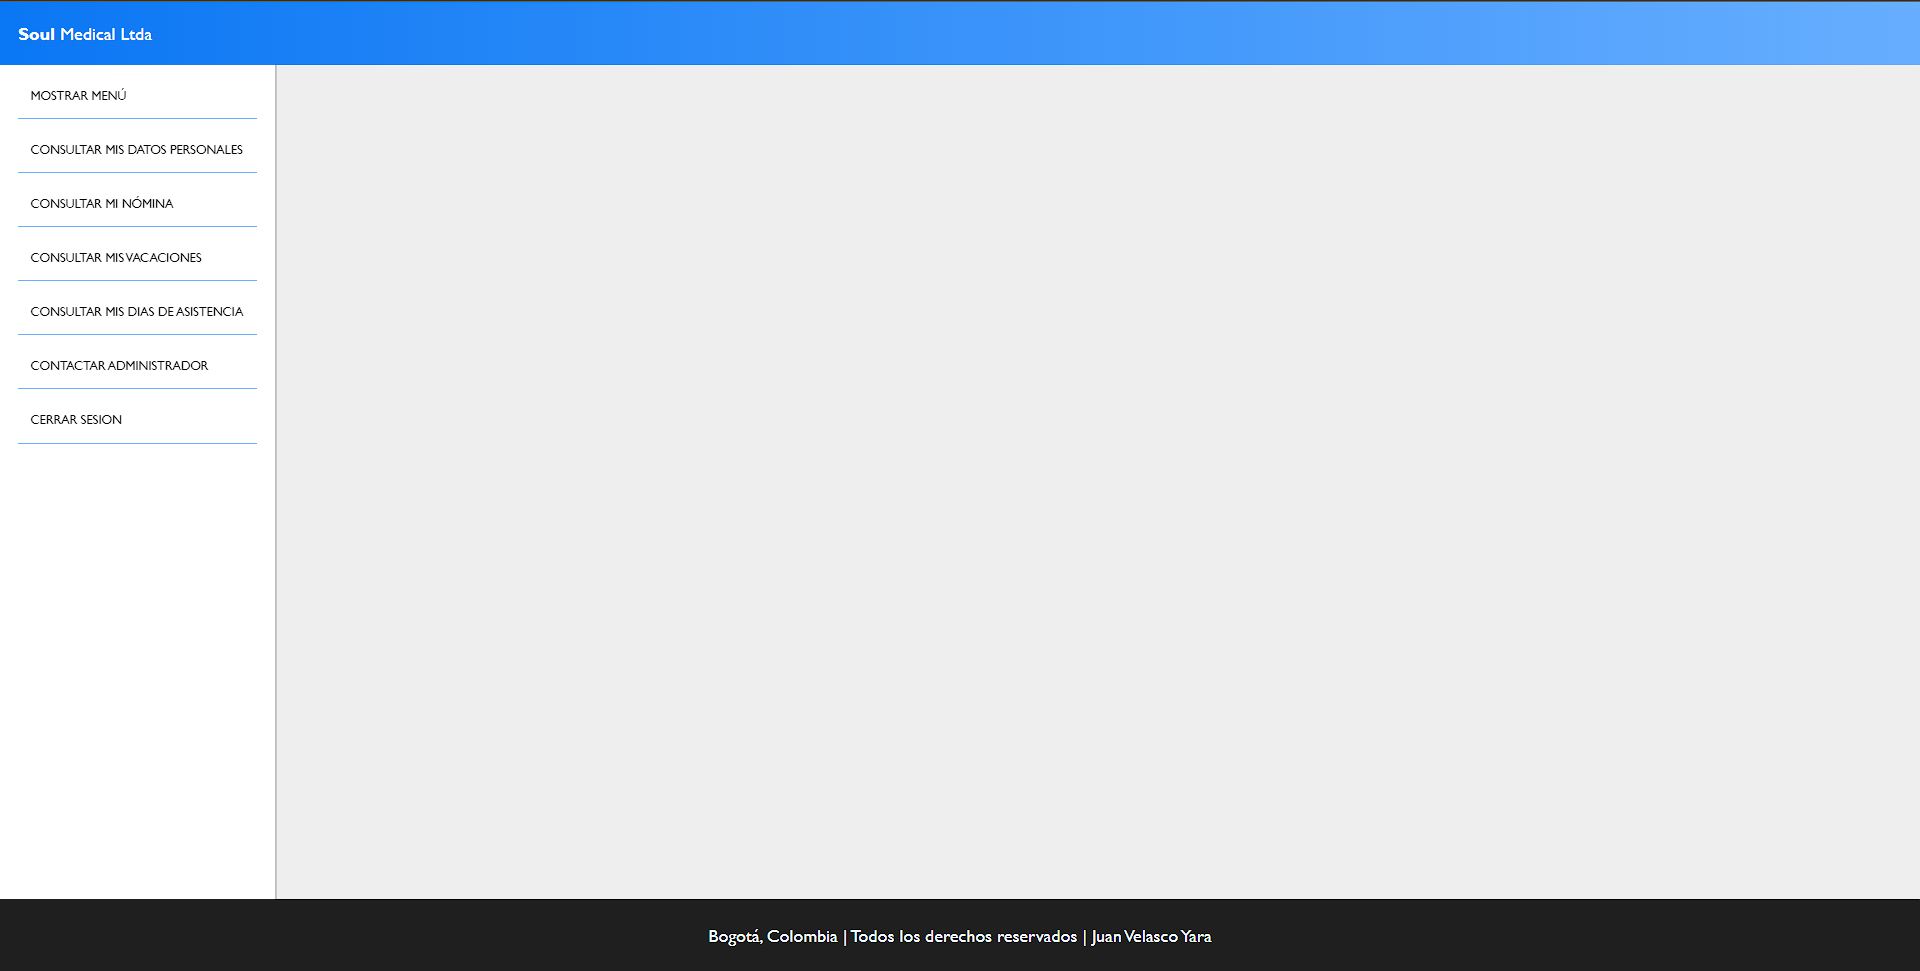 Soul Medical Ltda
MOSTRAR MENÚ
CONSULTAR MIS DATOS PERSONALES
CONSULTAR MI NÓMINA
CONSULTAR MIS VACACIONES
CONSULTAR MIS DIAS DE ASISTENCIA
CONTACTAR ADMINISTRADOR
CERRAR SESION
Bogotá, Colombia | Todos los derechos reservados | Juan Velasco Yara